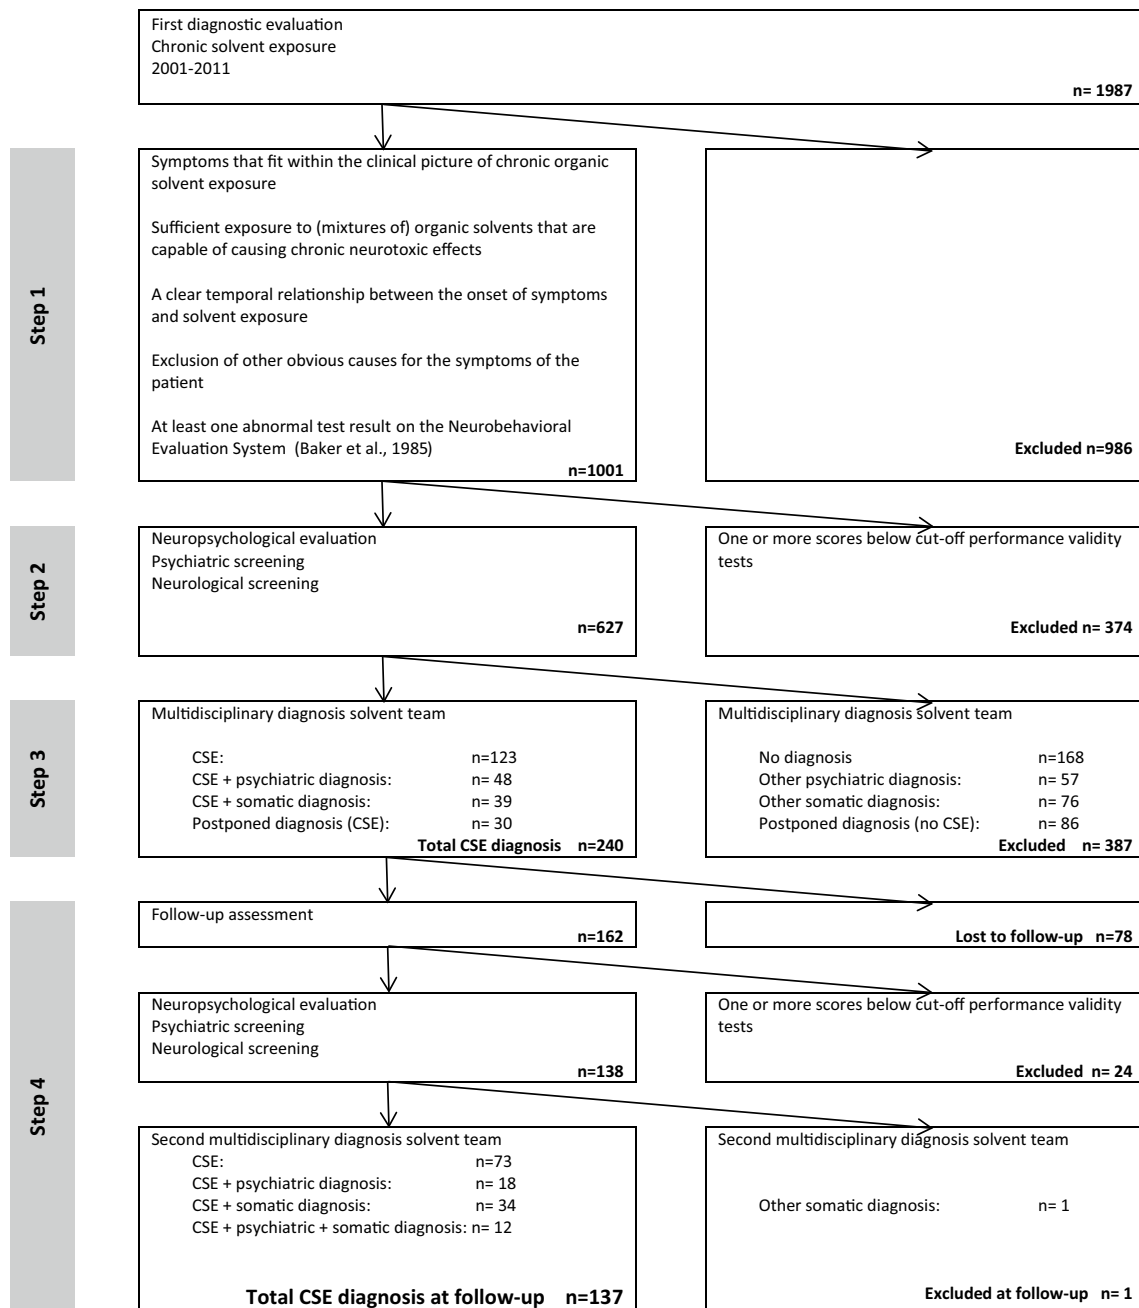 First diagnostic evaluation
Chronic solvent exposure
2001-2011
n= 1987
Step 1
Symptoms that fit within the clinical picture of chronic organic
solvent exposure
Sufficient exposure to (mixtures of) organic solvents that are
capable of causing chronic neurotoxic effects
A clear temporal relationship between the onset of symptoms
and solvent exposure
Exclusion of other obvious causes for the symptoms of the
patient
At least one abnormal test result on the Neurobehavioral
Evaluation System (Baker et al., 1985)
n=1001
Excluded n=986
Step 2
Neuropsychological evaluation
Psychiatric screening
Neurological screening
n=627
One or more scores below cut-off performance validity
tests
Excluded n= 374
Step 3
Multidisciplinary diagnosis solvent team
CSE: n=123
CSE + psychiatric diagnosis: n= 48
CSE + somatic diagnosis: n= 39
Postponed diagnosis (CSE): n= 30
Total CSE diagnosis n=240
Multidisciplinary diagnosis solvent team
No diagnosis n=168
Other psychiatric diagnosis: n= 57
Other somatic diagnosis: n= 76
Postponed diagnosis (no CSE): n= 86
Excluded n= 387
Step 4
Follow-up assessment
n=162
Lost to follow-up n=78
Neuropsychological evaluation
Psychiatric screening
Neurological screening
n=138
One or more scores below cut-off performance validity
tests
Excluded n= 24
Second multidisciplinary diagnosis solvent team
CSE: n=73
CSE + psychiatric diagnosis: n= 18
CSE + somatic diagnosis: n= 34
CSE + psychiatric + somatic diagnosis: n= 12
Total CSE diagnosis at follow-up n=137
Second multidisciplinary diagnosis solvent team
Other somatic diagnosis: n= 1
Excluded at follow-up n= 1